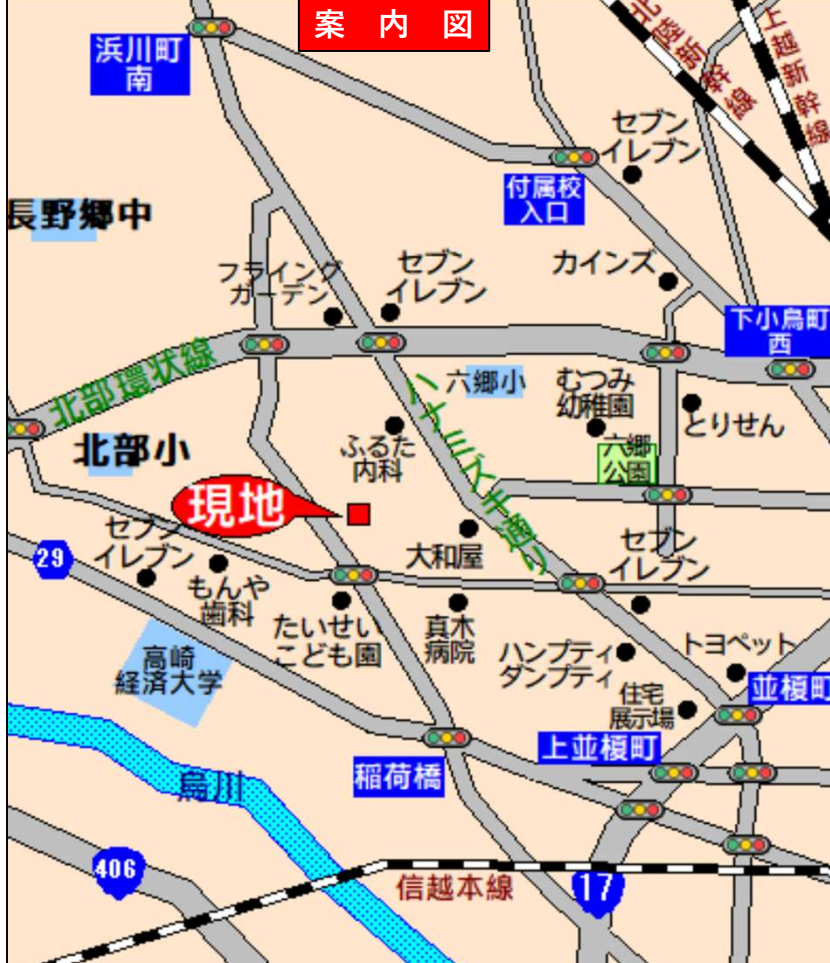 案内図
浜川町
南
北陸新幹線
上越新幹線
セブン
イレブン
付属校
入口
長野郷中
フライング
ガーデン
セブン
イレブン
カインズ
下小鳥町
西
北部環状線
ハナミズキ通り
六郷小
むつみ
幼稚園
とりせん
北部小
ふるた
内科
六郷
公園
現地
セブン
イレブン
29
もんや
歯科
大和屋
セブン
イレブン
たいせい
こども園
真木
病院
ハンプティ
ダンプティ
トヨペット
高崎
経済大学
住宅
展示場
並榎町
上並榎町
稲荷橋
烏川
406
信越本線
17